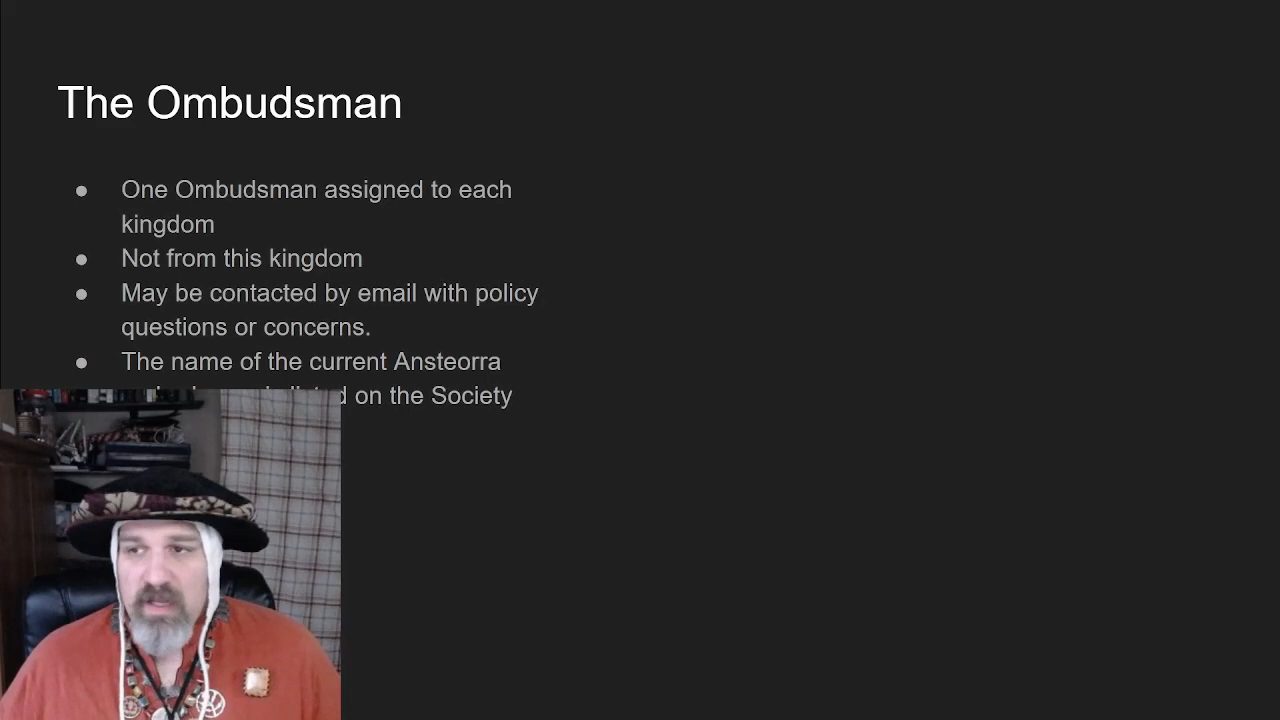 The Ombudsman
● One Ombudsman assigned to each
kingdom
● Not from this kingdom
● May be contacted by email with policy
questions or concerns.
● The name of the current Ansteorra
on the Society